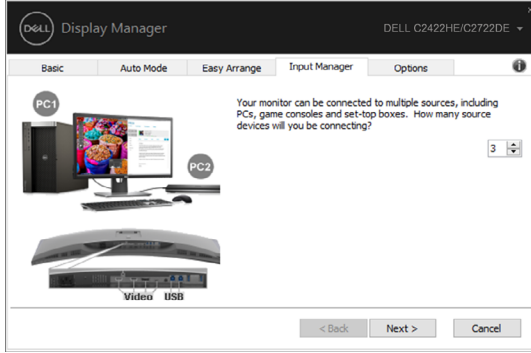 DELL Display Manager
DELL C2422HE/C2722DE
Basic
Auto Mode
Easy Arrange
Input Manager
Options
PC1
PC2
Your monitor can be connected to multiple sources, including
PCs, game consoles and set-top boxes. How many source
devices will you be connecting?
3
Video USB
< Back
Next >
Cancel